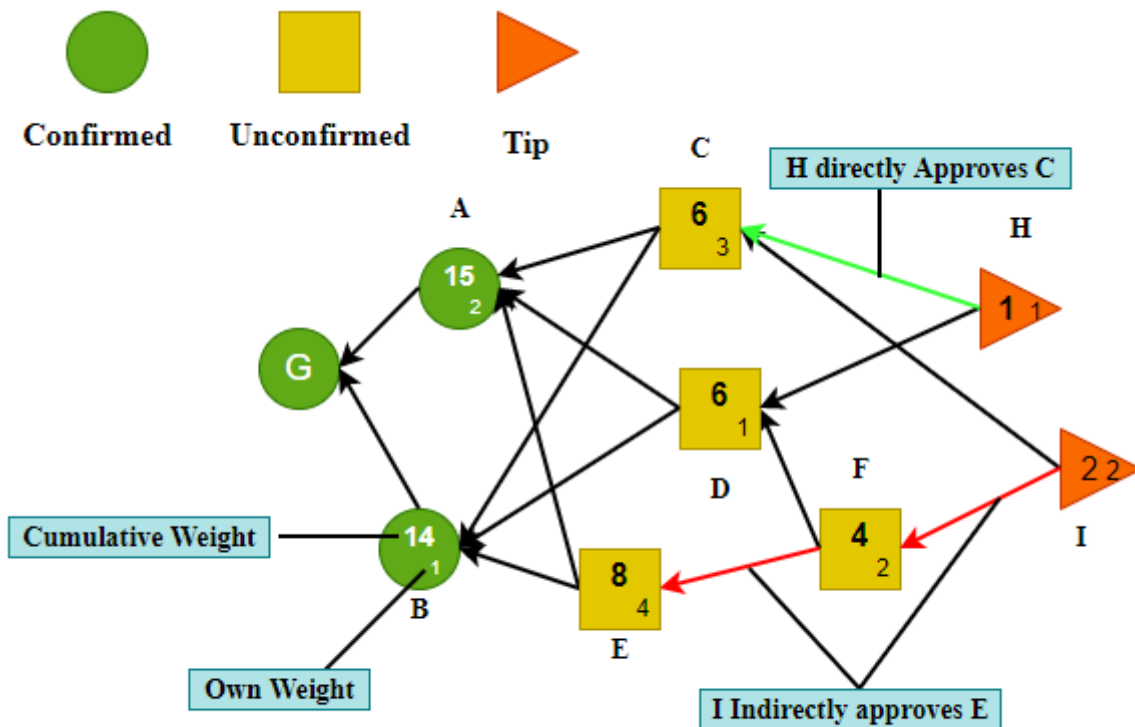 Confirmed
Unconfirmed
Tip
C
H directly Approves C
A
6
3
H
15
2
1 1
G
6
1
F
D
2 2
Cumulative Weight
14
1
4
2
I
8
4
B
E
Own Weight
I Indirectly approves E